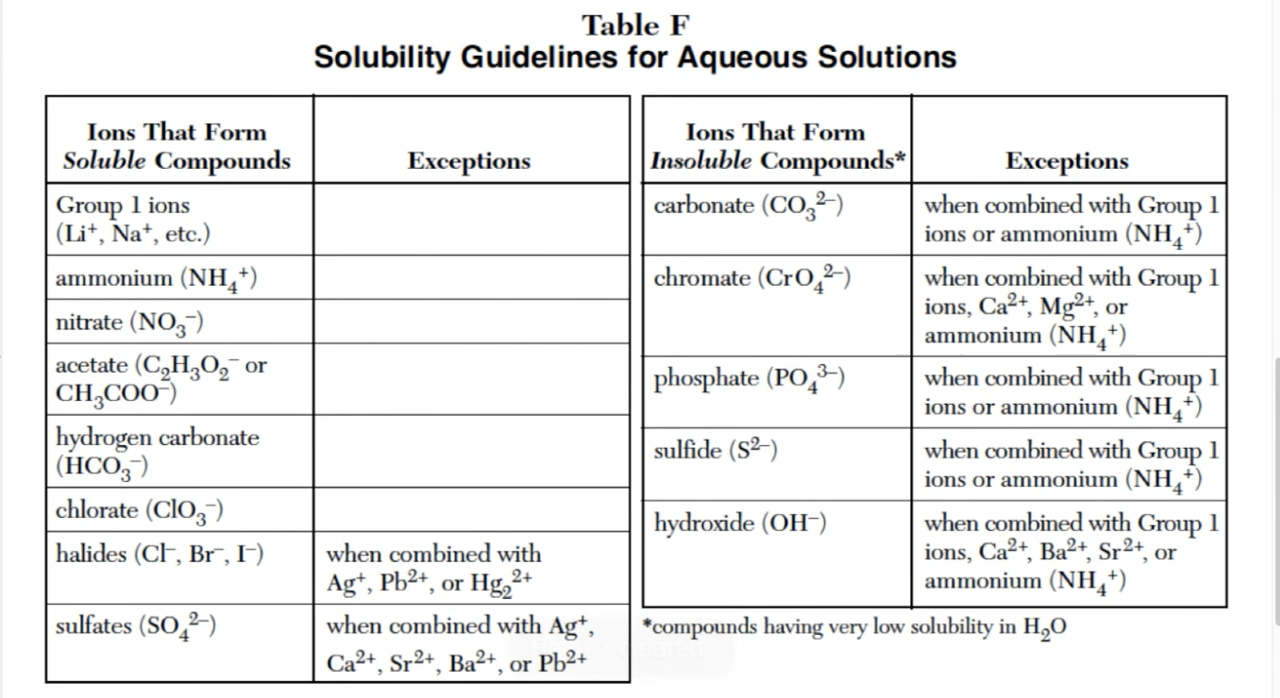 Table F
Solubility Guidelines for Aqueous Solutions
Ions That Form
Soluble Compounds
Exceptions
Group 1 ions
(Li⁺, Na⁺, etc.)
ammonium (NH₄⁺)
nitrate (NO₃⁻)
acetate (C₂H₃O₂⁻ or
CH₃COO⁻)
hydrogen carbonate
(HCO₃⁻)
chlorate (ClO₃⁻)
halides (Cl⁻, Br⁻, I⁻)
when combined with
Ag⁺, Pb²⁺, or Hg₂²⁺
sulfates (SO₄²⁻)
when combined with Ag⁺,
Ca²⁺, Sr²⁺, Ba²⁺, or Pb²⁺
Ions That Form
Insoluble Compounds*
Exceptions
carbonate (CO₃²⁻)
when combined with Group 1
ions or ammonium (NH₄⁺)
chromate (CrO₄²⁻)
when combined with Group 1
ions, Ca²⁺, Mg²⁺, or
ammonium (NH₄⁺)
phosphate (PO₄³⁻)
when combined with Group 1
ions or ammonium (NH₄⁺)
sulfide (S²⁻)
when combined with Group 1
ions or ammonium (NH₄⁺)
hydroxide (OH⁻)
when combined with Group 1
ions, Ca²⁺, Ba²⁺, Sr²⁺, or
ammonium (NH₄⁺)
*compounds having very low solubility in H₂O